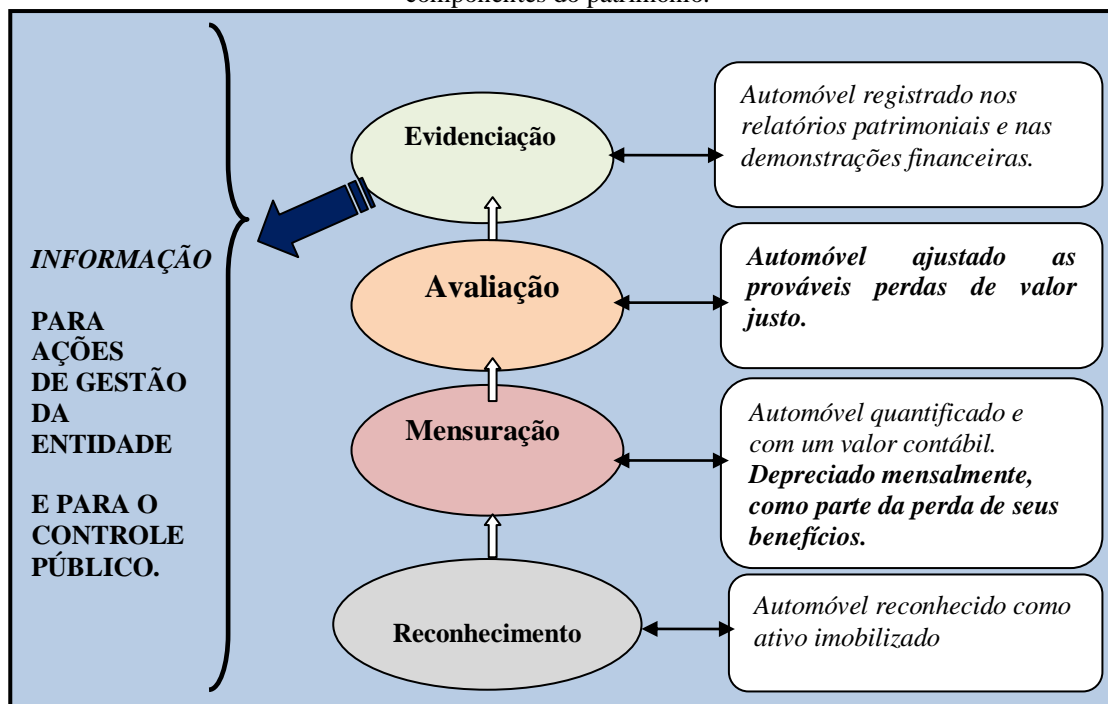 componentes do patrimônio.
INFORMAÇÃO
PARA
AÇÕES
DE GESTÃO
DA
ENTIDADE
E PARA O
CONTROLE
PÚBLICO.
Evidenciação
Automóvel registrado nos
relatórios patrimoniais e nas
demonstrações financeiras.
Avaliação
Automóvel ajustado as
prováveis perdas de valor
justo.
Mensuração
Automóvel quantificado e
com um valor contábil.
Depreciado mensalmente,
como parte da perda de seus
benefícios.
Reconhecimento
Automóvel reconhecido como
ativo imobilizado